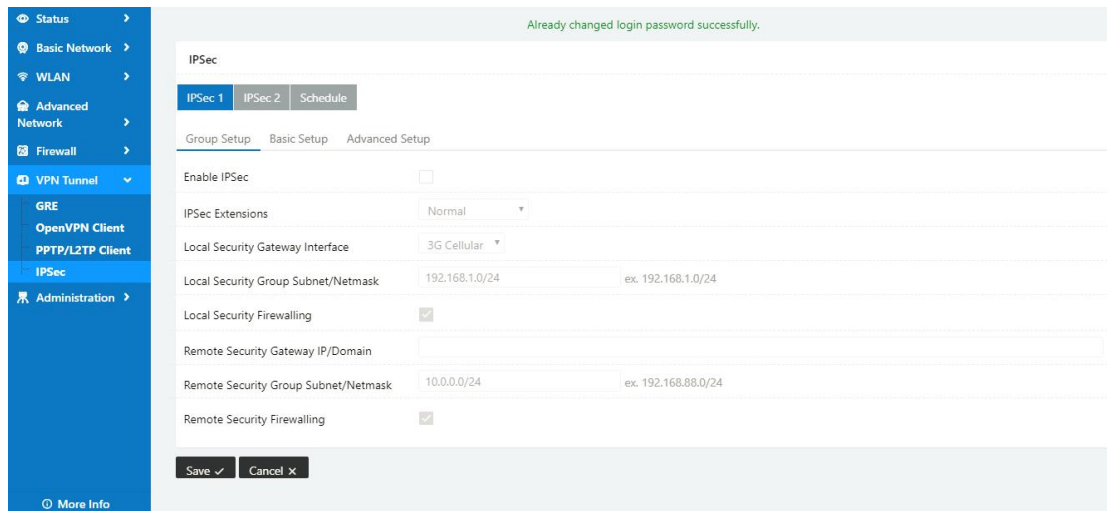 Already changed login password successfully.
Status
Basic Network
WLAN
Advanced
Network
Firewall
VPN Tunnel
GRE
OpenVPN Client
PPTP/L2TP Client
IPSec
Administration
More Info
IPSec
IPSec 1 IPSec 2 Schedule
Group Setup Basic Setup Advanced Setup
Enable IPSec
IPSec Extensions Normal
Local Security Gateway Interface 3G Cellular
Local Security Group Subnet/Netmask 192.168.1.0/24 ex. 192.168.1.0/24
Local Security Firewalling
Remote Security Gateway IP/Domain
Remote Security Group Subnet/Netmask 10.0.0.0/24 ex. 192.168.88.0/24
Remote Security Firewalling
Save Cancel